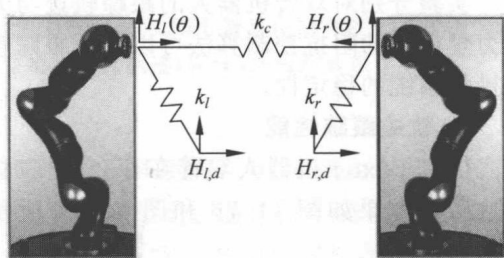 H_l(θ) k_c H_r(θ)
k_l k_r
H_{l,d} H_{r,d}